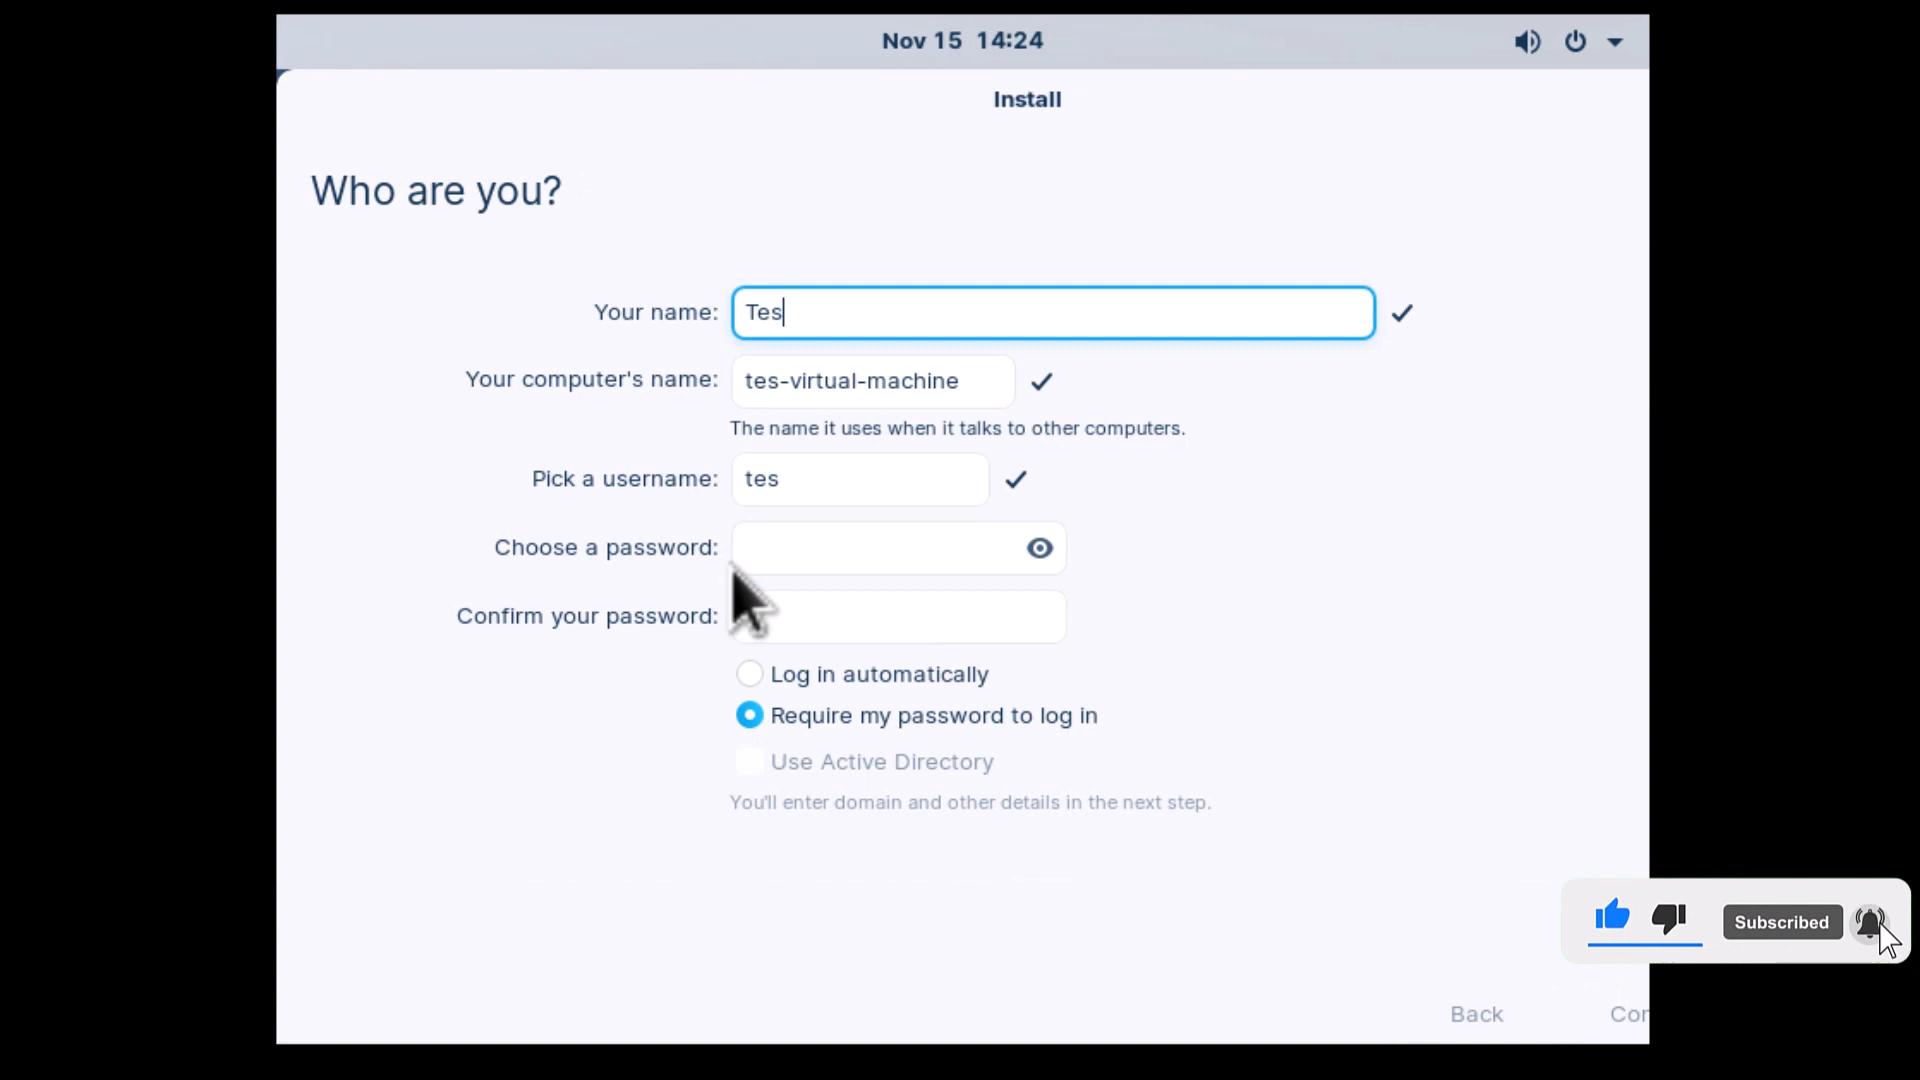 Nov 15 14:24
Install
Who are you?
Your name: Tes
Your computer's name: tes-virtual-machine
The name it uses when it talks to other computers.
Pick a username: tes
Choose a password:
Confirm your password:
Log in automatically
Require my password to log in
Use Active Directory
You'll enter domain and other details in the next step.
Subscribed
Back Con